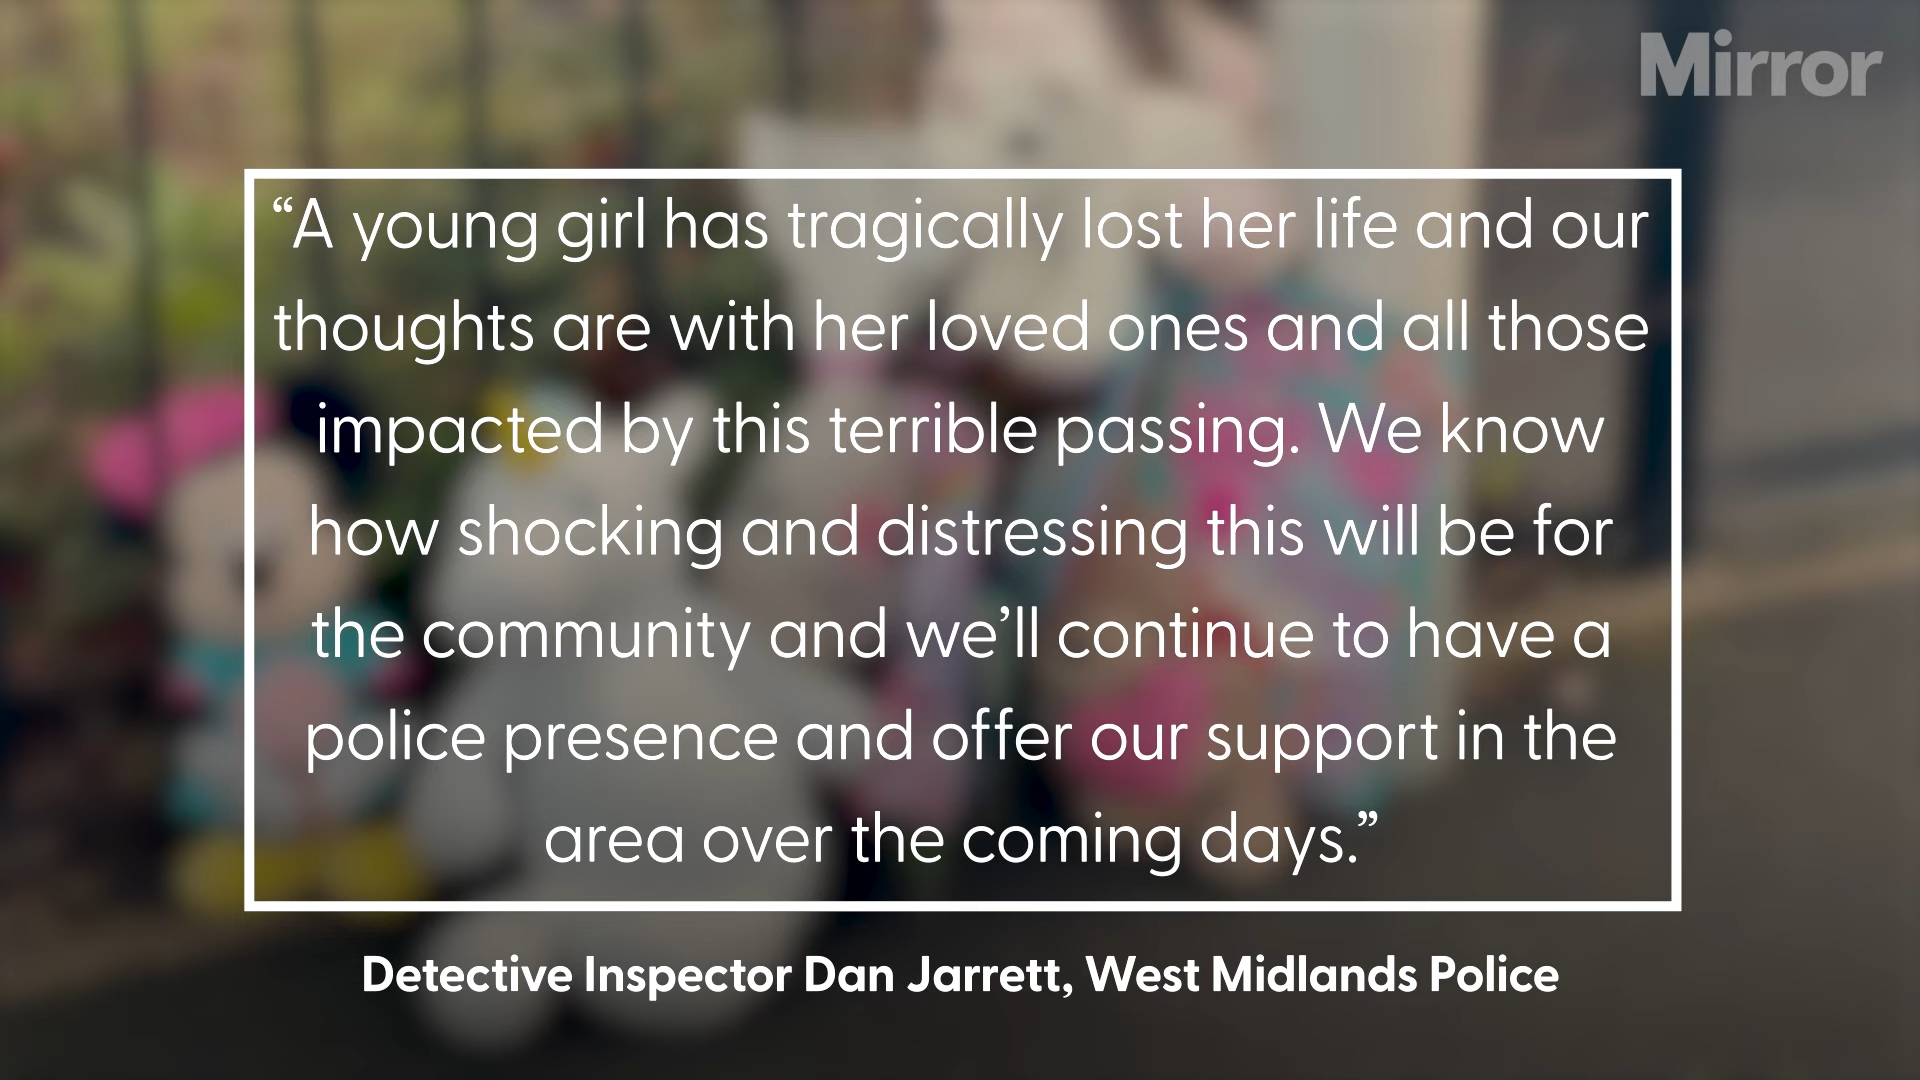 Mirror
“A young girl has tragically lost her life and our
thoughts are with her loved ones and all those
impacted by this terrible passing. We know
how shocking and distressing this will be for
the community and we’ll continue to have a
police presence and offer our support in the
area over the coming days.”
Detective Inspector Dan Jarrett, West Midlands Police